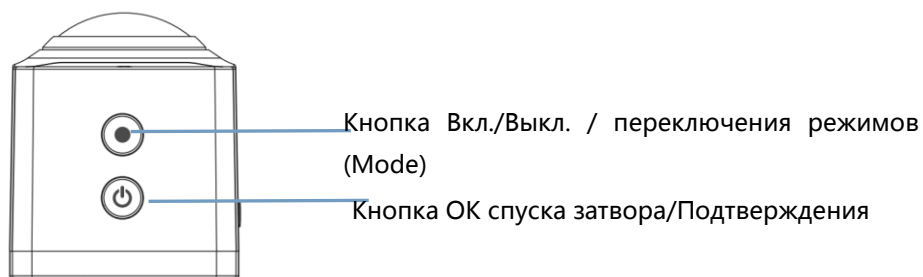 Кнопка Вкл./Выкл. / переключения режимов
(Mode)
Кнопка ОК спуска затвора/Подтверждения